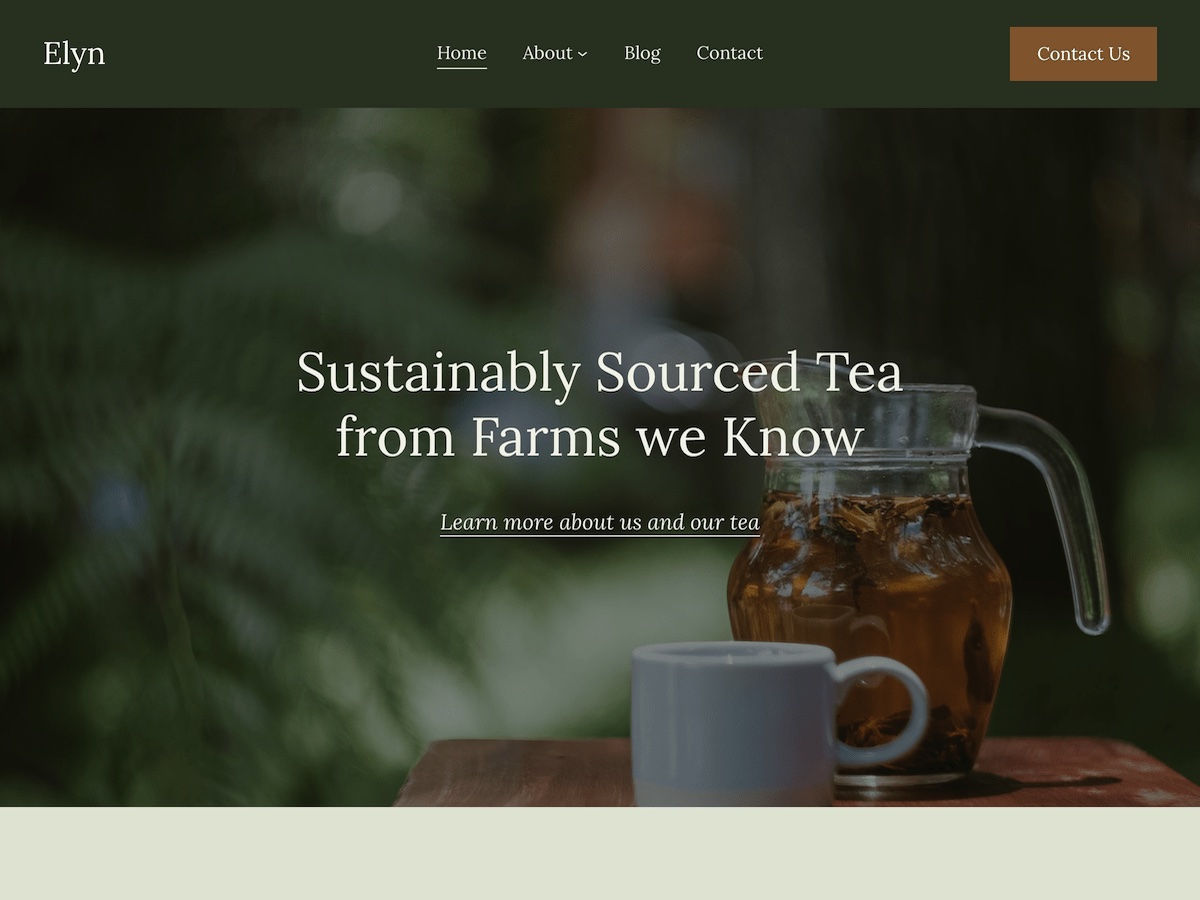 Elyn
Home
About
Blog
Contact
Contact Us
Sustainably Sourced Tea
from Farms we Know
Learn more about us and our tea